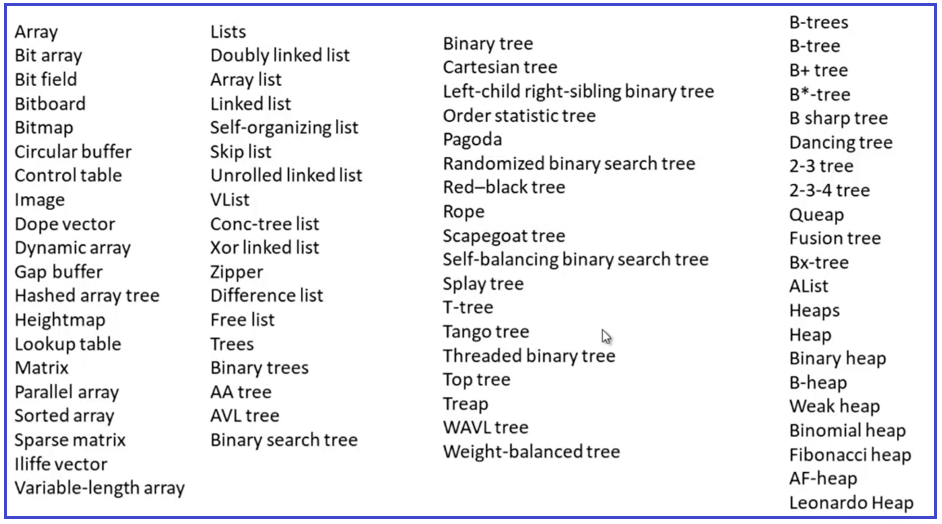 Array
Bit array
Bit field
Bitboard
Bitmap
Circular buffer
Control table
Image
Dope vector
Dynamic array
Gap buffer
Hashed array tree
Heightmap
Lookup table
Matrix
Parallel array
Sorted array
Sparse matrix
Iliffe vector
Variable-length array
Lists
Doubly linked list
Array list
Linked list
Self-organizing list
Skip list
Unrolled linked list
VList
Conc-tree list
Xor linked list
Zipper
Difference list
Free list
Trees
Binary trees
AA tree
AVL tree
Binary search tree
Binary tree
Cartesian tree
Left-child right-sibling binary tree
Order statistic tree
Pagoda
Randomized binary search tree
Red–black tree
Rope
Scapegoat tree
Self-balancing binary search tree
Splay tree
T-tree
Tango tree
Threaded binary tree
Top tree
Treap
WAVL tree
Weight-balanced tree
B-trees
B-tree
B+ tree
B*-tree
B sharp tree
Dancing tree
2-3 tree
2-3-4 tree
Queap
Fusion tree
Bx-tree
AList
Heaps
Heap
Binary heap
B-heap
Weak heap
Binomial heap
Fibonacci heap
AF-heap
Leonardo Heap